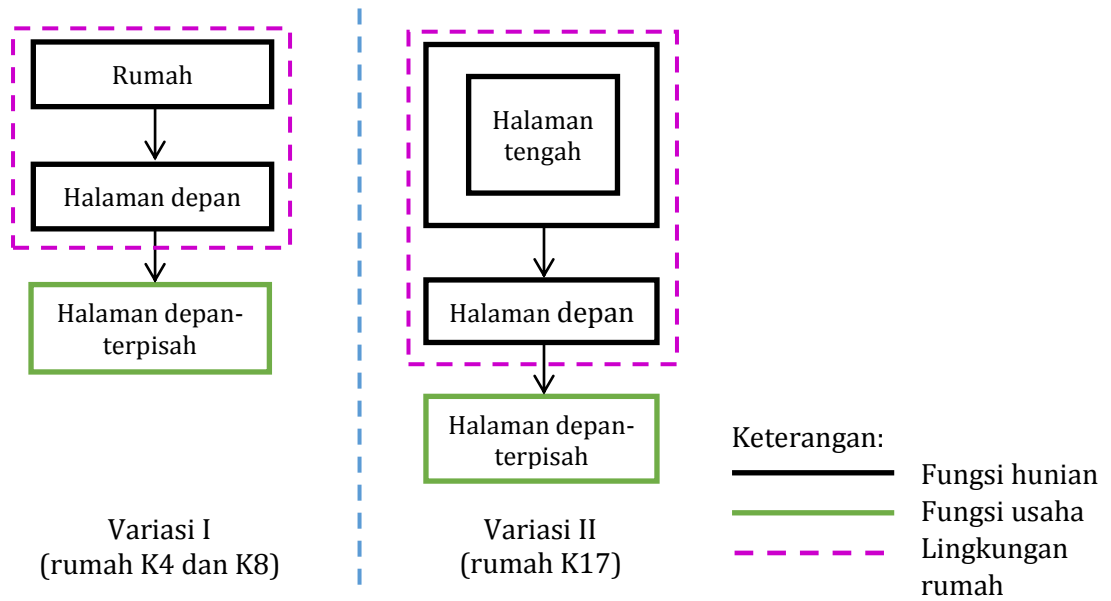 Rumah
Halaman depan
Halaman depan-
terpisah
Variasi I
(rumah K4 dan K8)
Halaman
tengah
Halaman depan
Halaman depan-
terpisah
Variasi II
(rumah K17)
Keterangan:
Fungsi hunian
Fungsi usaha
Lingkungan
rumah